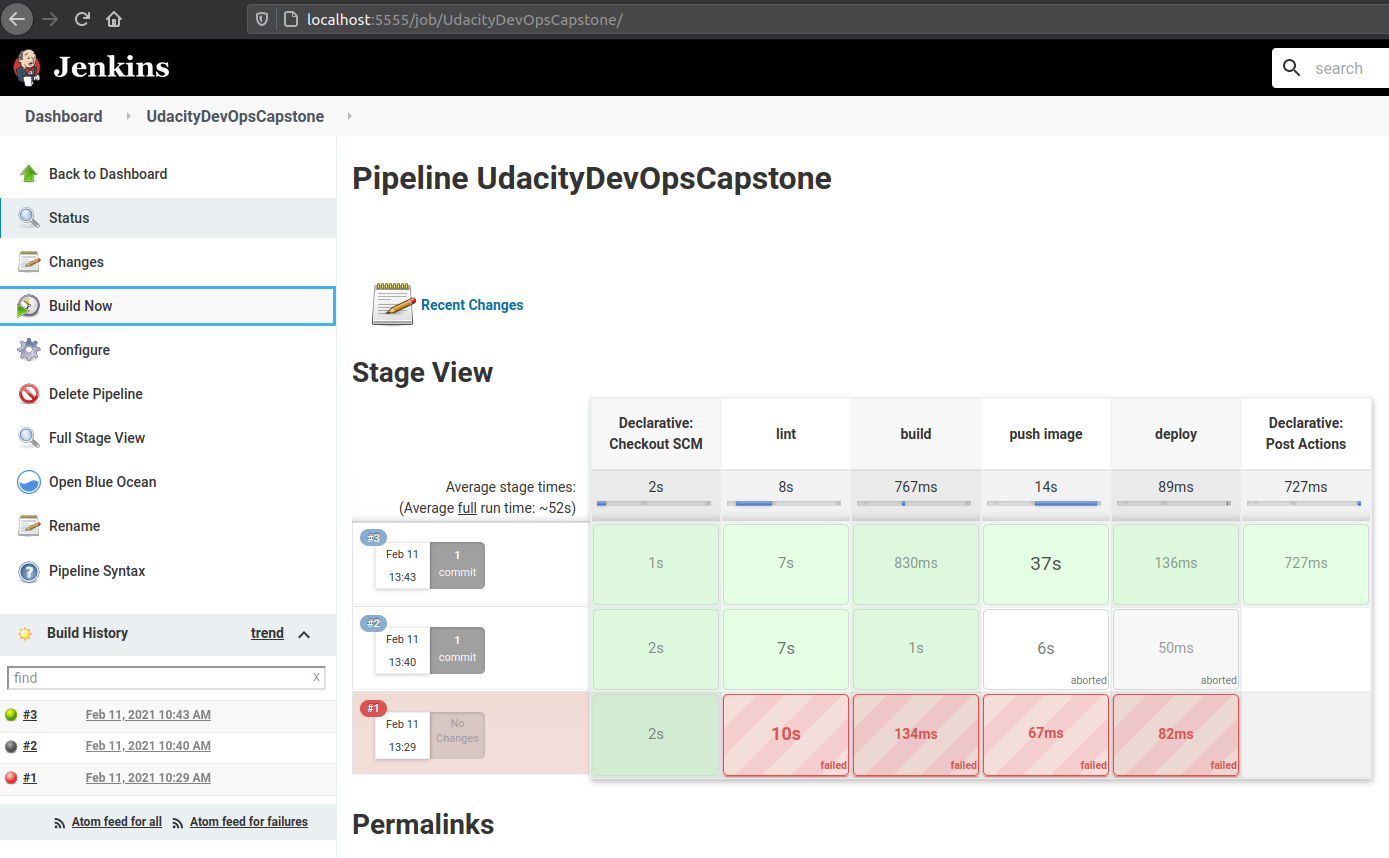 localhost:5555/job/UdacityDevOpsCapstone/
Jenkins
search
Dashboard
UdacityDevOpsCapstone
Back to Dashboard
Status
Changes
Build Now
Configure
Delete Pipeline
Full Stage View
Open Blue Ocean
Rename
Pipeline Syntax
Build History
trend
find
X
#3 Feb 11, 2021 10:43 AM
#2 Feb 11, 2021 10:40 AM
#1 Feb 11, 2021 10:29 AM
Atom feed for all
Atom feed for failures
Pipeline UdacityDevOpsCapstone
Recent Changes
Stage View
Declarative:
Checkout SCM
lint
build
push image
deploy
Declarative:
Post Actions
Average stage times:
(Average full run time: ~52s)
2s
8s
767ms
14s
89ms
727ms
#3
Feb 11
13:43
1
commit
1s
7s
830ms
37s
136ms
727ms
#2
Feb 11
13:40
1
commit
2s
7s
1s
6s
aborted
50ms
aborted
#1
Feb 11
13:29
No
Changes
2s
10s
failed
134ms
failed
67ms
failed
82ms
failed
Permalinks